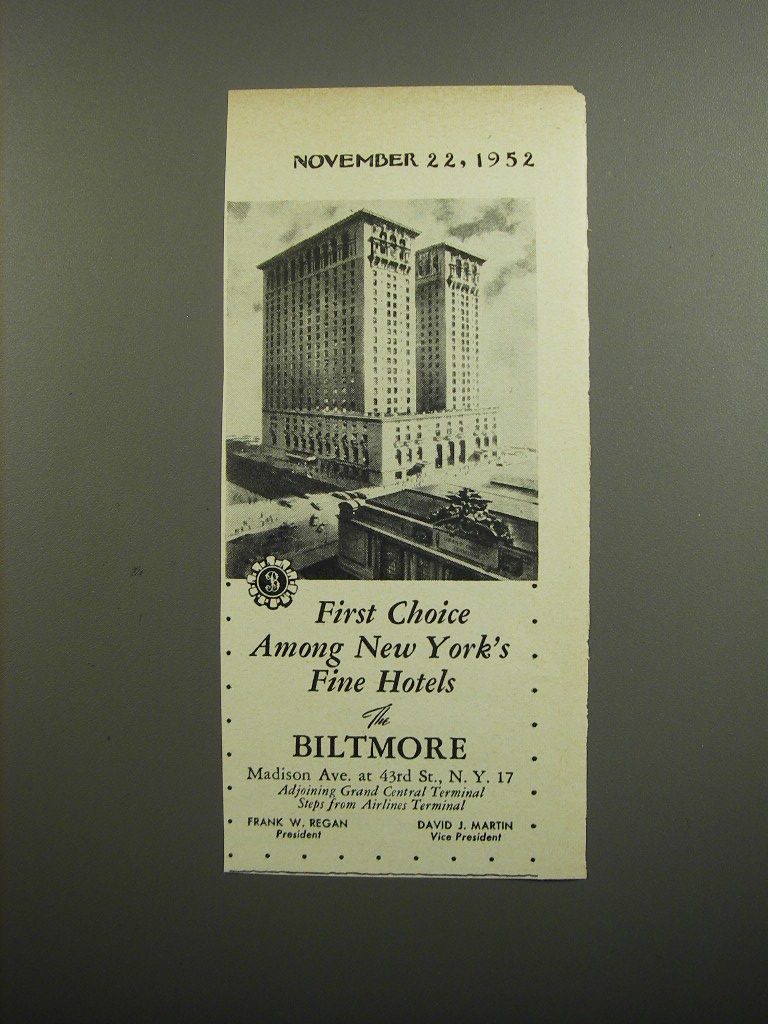 NOVEMBER 22, 1952
B
First Choice
Among New York's
Fine Hotels
The
BILTMORE
Madison Ave. at 43rd St., N. Y. 17
Adjoining Grand Central Terminal
Steps from Airlines Terminal
FRANK W. REGAN
President
DAVID J. MARTIN
Vice President